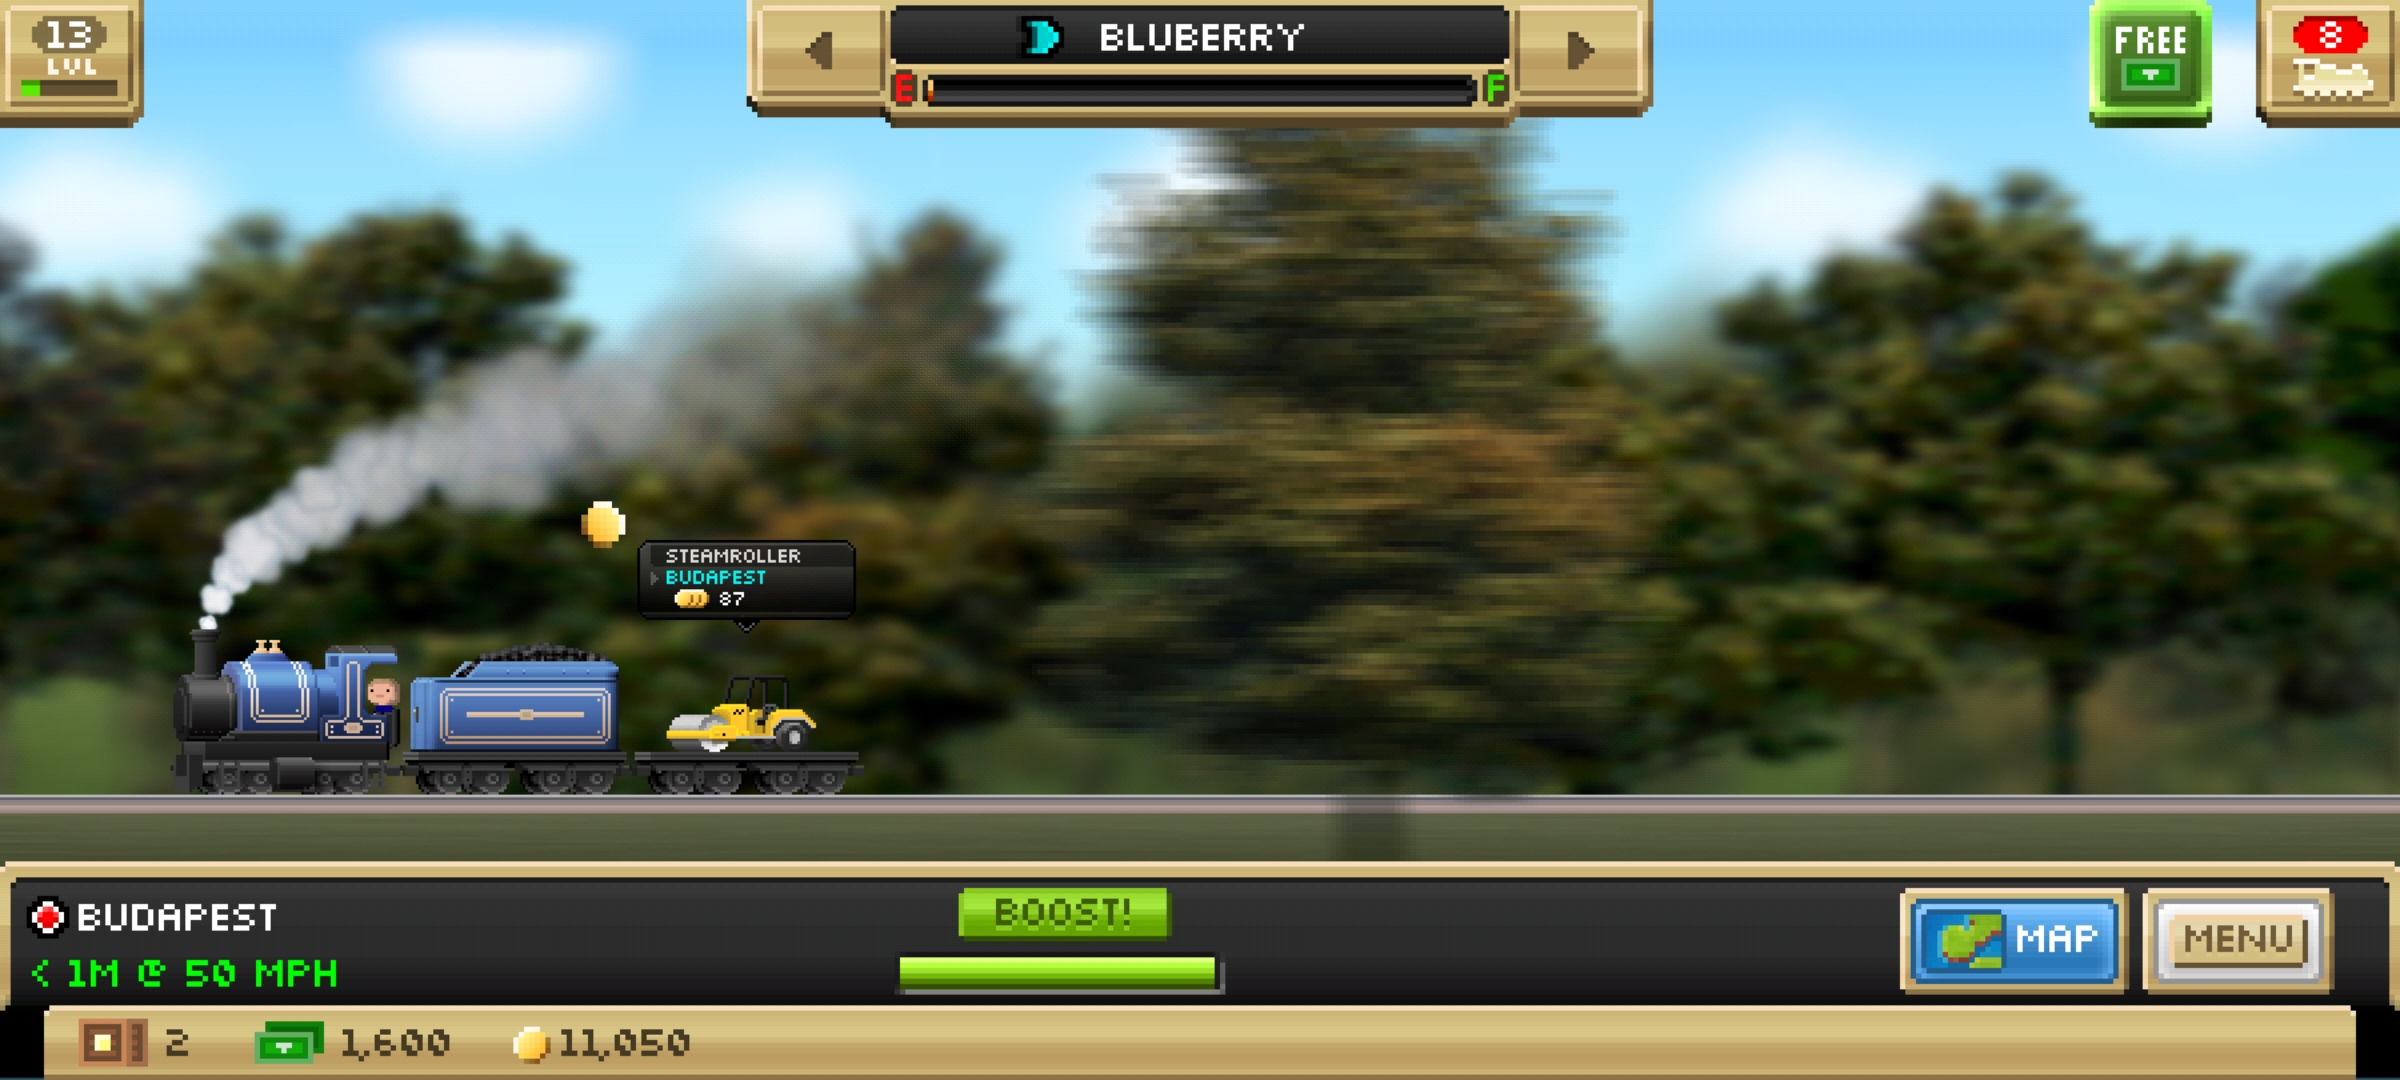 13
LVL
BLUBERRY
E F
FREE
8
STEAMROLLER
BUDAPEST
87
BUDAPEST
< 1M @ 50 MPH
BOOST!
MAP
MENU
2
1,600
11,050